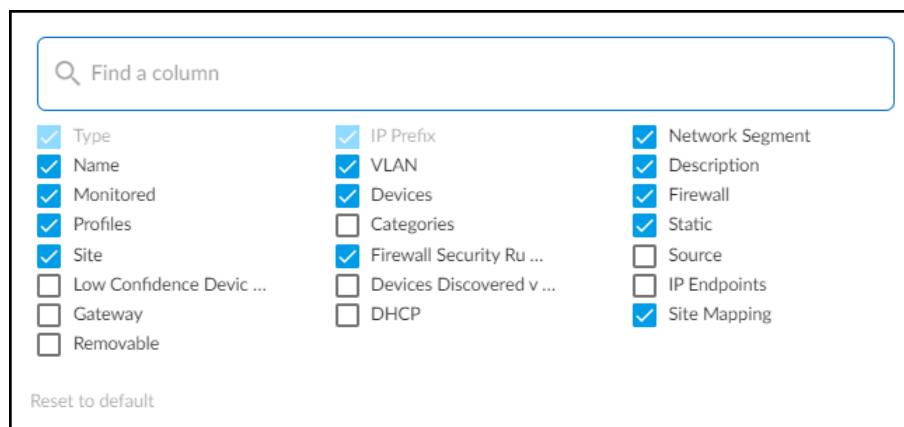 Find a column
Type IP Prefix Network Segment
Name VLAN Description
Monitored Devices Firewall
Profiles Categories Static
Site Firewall Security Ru ... Source
Low Confidence Devic ... Devices Discovered v ... IP Endpoints
Gateway DHCP Site Mapping
Removable
Reset to default